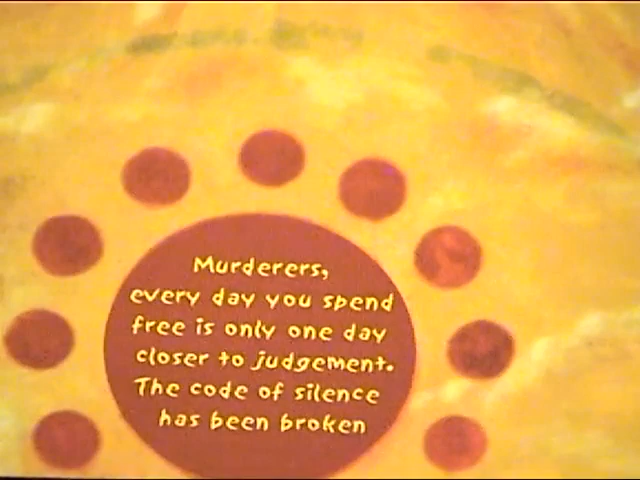 Murderers,
every day you spend
free is only one day
closer to judgement.
The code of silence
has been broken